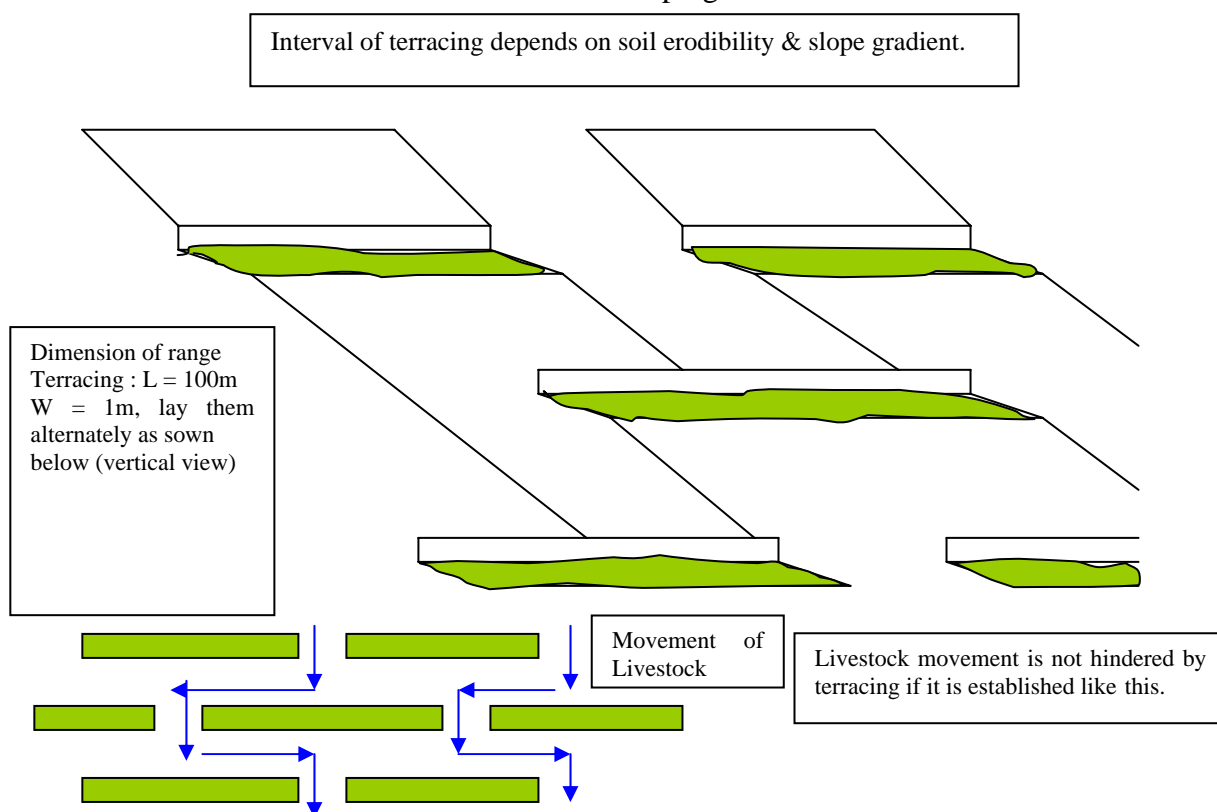 Interval of terracing depends on soil erodibility & slope gradient.
Dimension of range
Terracing : L = 100m
W = 1m, lay them
alternately as sown
below (vertical view)
Movement of
Livestock
Livestock movement is not hindered by
terracing if it is established like this.